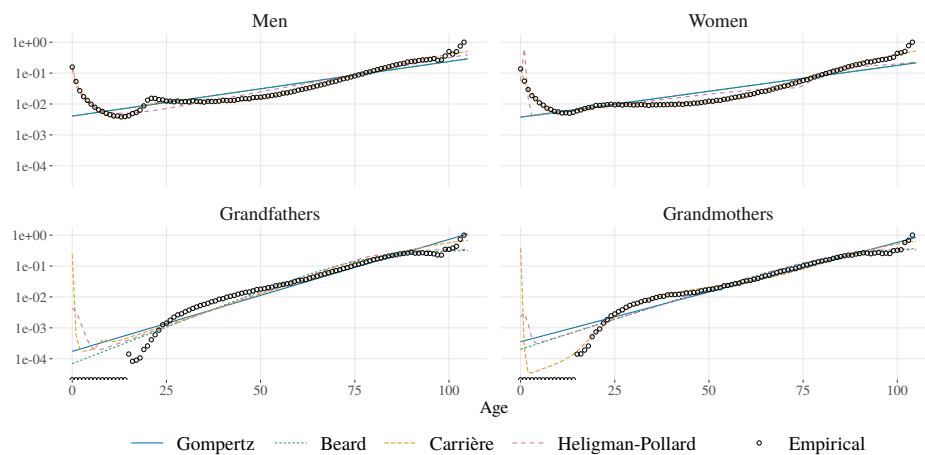 Men Women
1e+00
1e-01
1e-02
1e-03
1e-04
Grandfathers Grandmothers
1e+00
1e-01
1e-02
1e-03
1e-04
0 25 50 75 100 0 25 50 75 100
Age
Gompertz Beard Carrière Heligman-Pollard Empirical